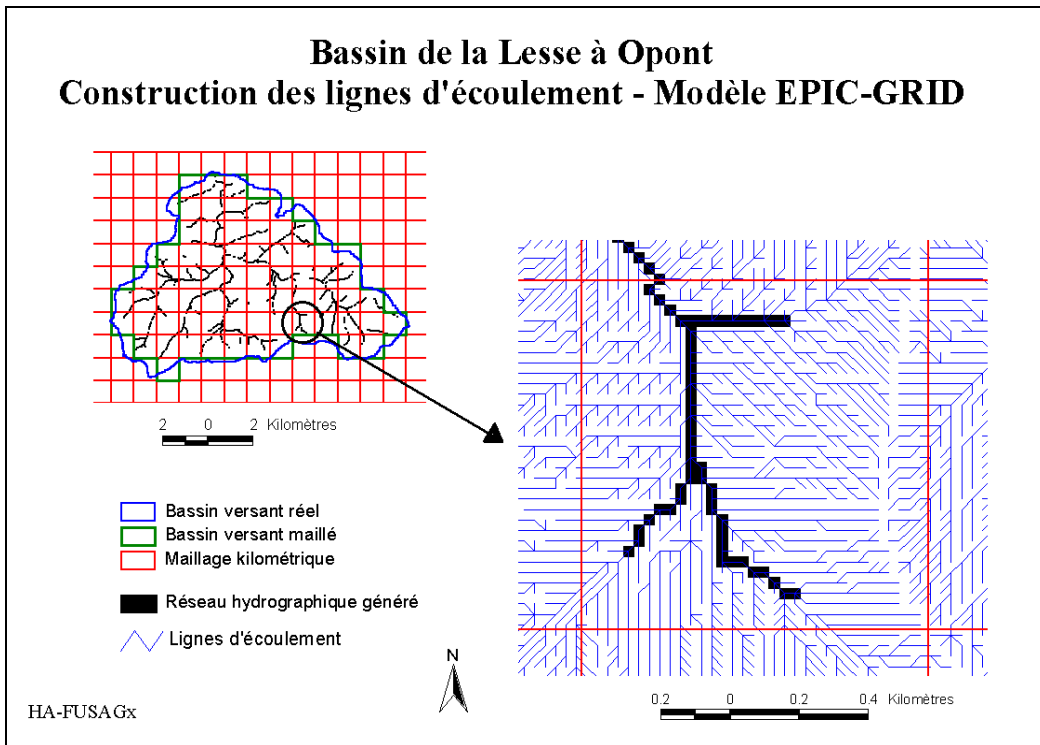 Bassin de la Lesse à Opont
Construction des lignes d'écoulement - Modèle EPIC-GRID
2 0 2 Kilomètres
Bassin versant réel
Bassin versant maillé
Maillage kilométrique
Réseau hydrographique généré
Lignes d'écoulement
N
0.2 0 0.2 0.4 Kilomètres
HA-FUSAGx